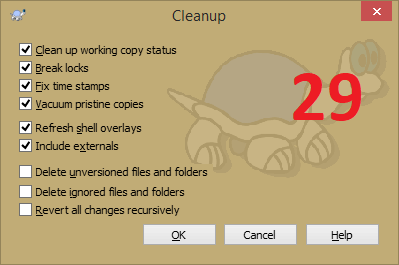 Cleanup
Clean up working copy status
Break locks
Fix time stamps
Vacuum pristine copies
29
Refresh shell overlays
Include externals
Delete unversioned files and folders
Delete ignored files and folders
Revert all changes recursively
OK Cancel Help